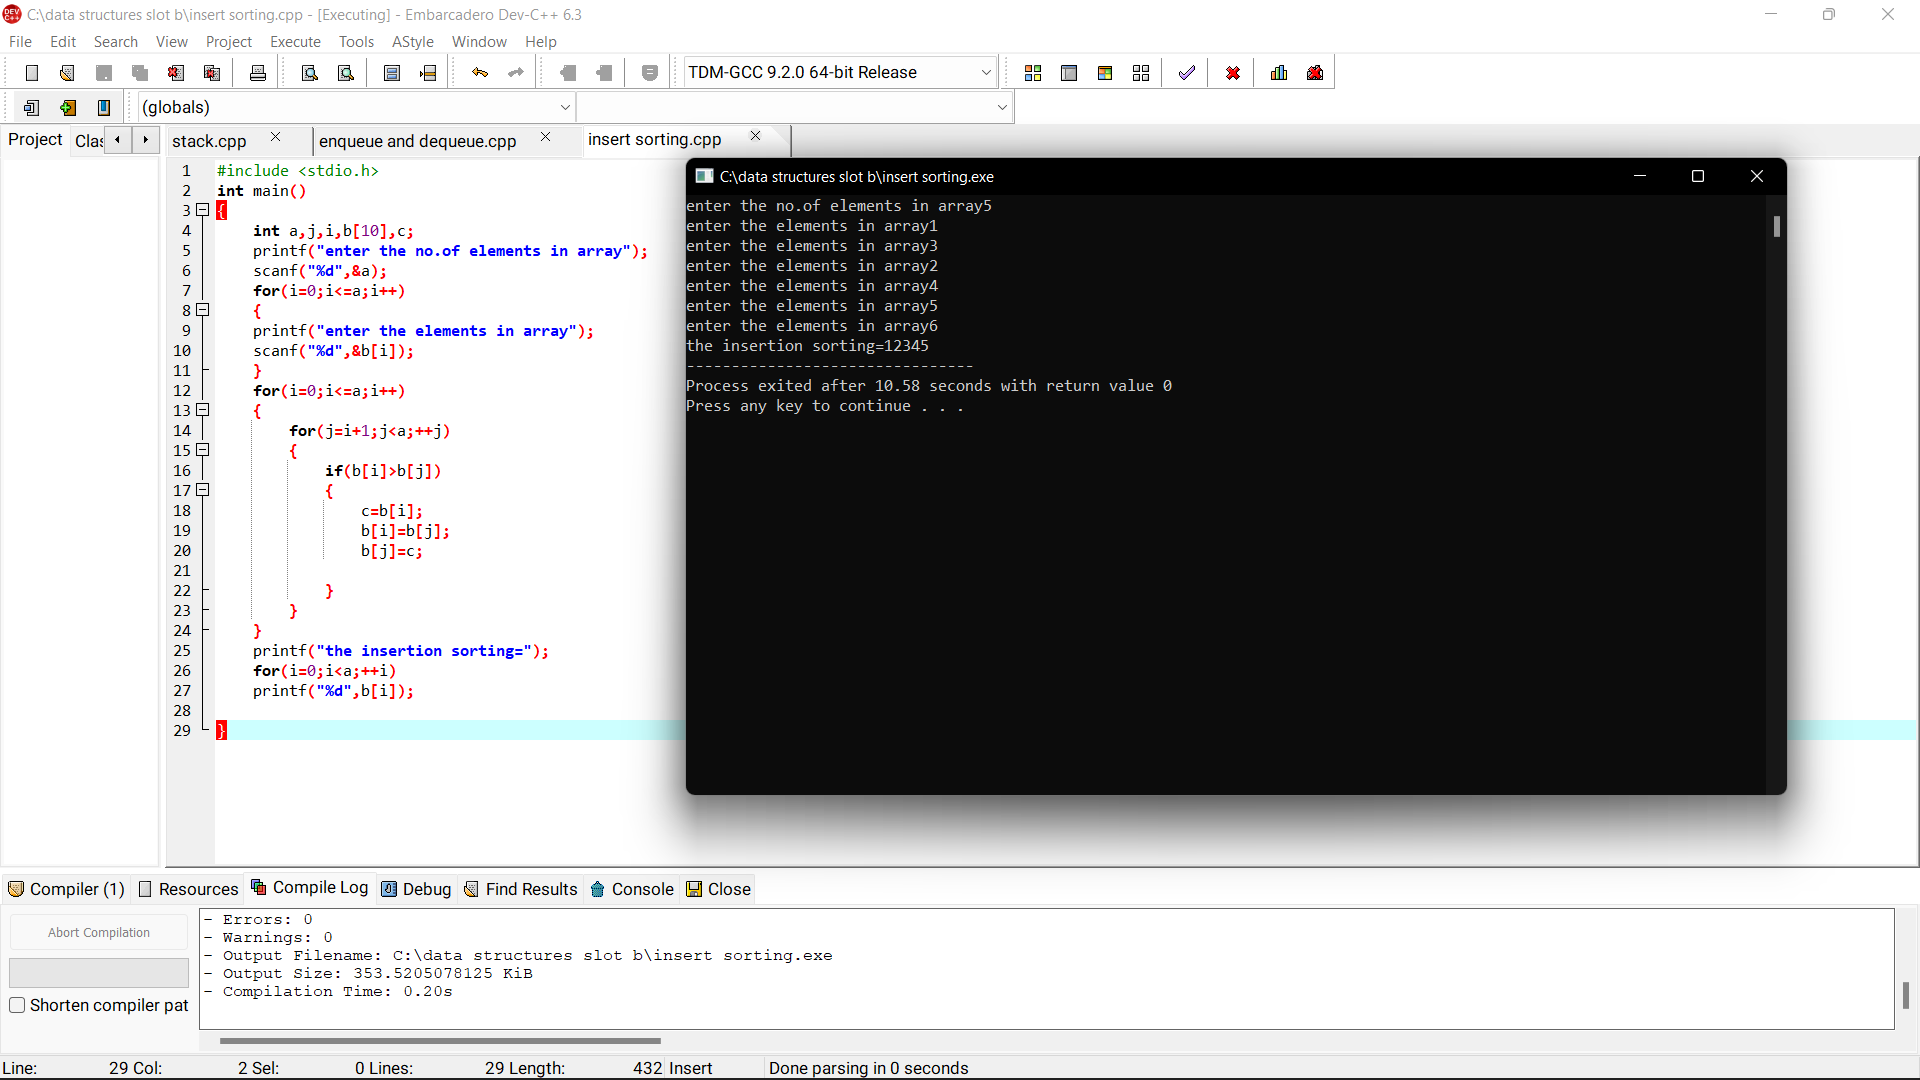 C:\data structures slot b\insert sorting.cpp - [Executing] - Embarcadero Dev-C++ 6.3
File Edit Search View Project Execute Tools AStyle Window Help
TDM-GCC 9.2.0 64-bit Release
(globals)
Project Clas stack.cpp enqueue and dequeue.cpp insert sorting.cpp
1 #include <stdio.h>
2 int main()
3 {
4 int a,j,i,b[10],c;
5 printf("enter the no.of elements in array");
6 scanf("%d",&a);
7 for(i=0;i<=a;i++)
8 {
9 printf("enter the elements in array");
10 scanf("%d",&b[i]);
11 }
12 for(i=0;i<=a;i++)
13 {
14 for(j=i+1;j<a;++j)
15 {
16 if(b[i]>b[j])
17 {
18 c=b[i];
19 b[i]=b[j];
20 b[j]=c;
21
22 }
23 }
24 }
25 printf("the insertion sorting=");
26 for(i=0;i<a;++i)
27 printf("%d",b[i]);
28
29 }
C:\data structures slot b\insert sorting.exe
enter the no.of elements in array5
enter the elements in array1
enter the elements in array3
enter the elements in array2
enter the elements in array4
enter the elements in array5
enter the elements in array6
the insertion sorting=12345
--------------------------------
Process exited after 10.58 seconds with return value 0
Press any key to continue . . .
Compiler (1) Resources Compile Log Debug Find Results Console Close
Abort Compilation
Shorten compiler pat
- Errors: 0
- Warnings: 0
- Output Filename: C:\data structures slot b\insert sorting.exe
- Output Size: 353.5205078125 KiB
- Compilation Time: 0.20s
Line: 29 Col: 2 Sel: 0 Lines: 29 Length: 432 Insert Done parsing in 0 seconds